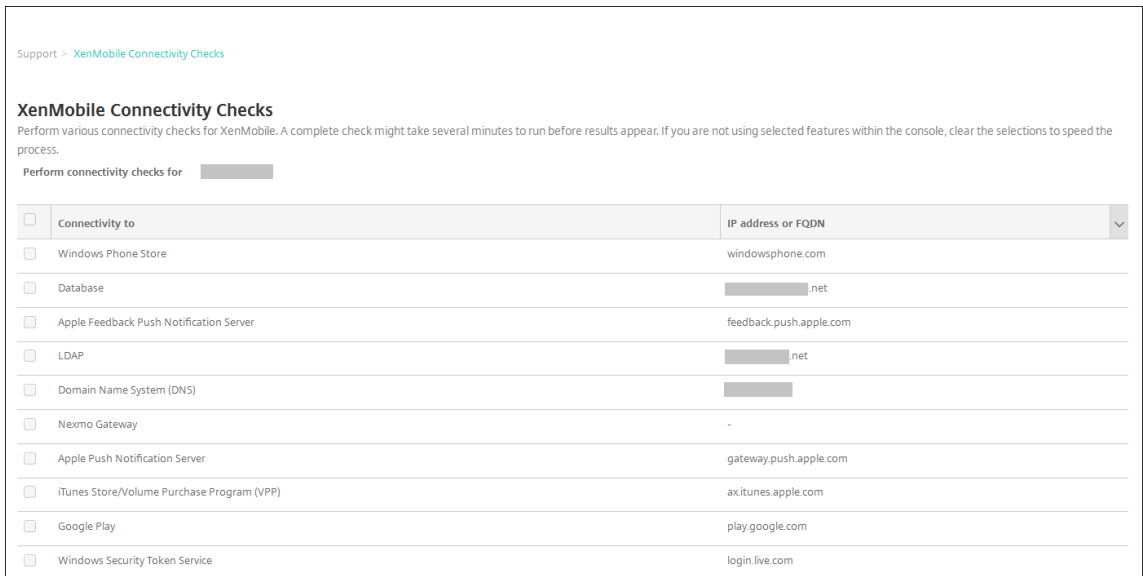 Support > XenMobile Connectivity Checks
XenMobile Connectivity Checks
Perform various connectivity checks for XenMobile. A complete check might take several minutes to run before results appear. If you are not using selected features within the console, clear the selections to speed the
process.
Perform connectivity checks for
Connectivity to IP address or FQDN
Windows Phone Store windowsphone.com
Database .net
Apple Feedback Push Notification Server feedback.push.apple.com
LDAP .net
Domain Name System (DNS)
Nexmo Gateway -
Apple Push Notification Server gateway.push.apple.com
iTunes Store/Volume Purchase Program (VPP) ax.itunes.apple.com
Google Play play.google.com
Windows Security Token Service login.live.com